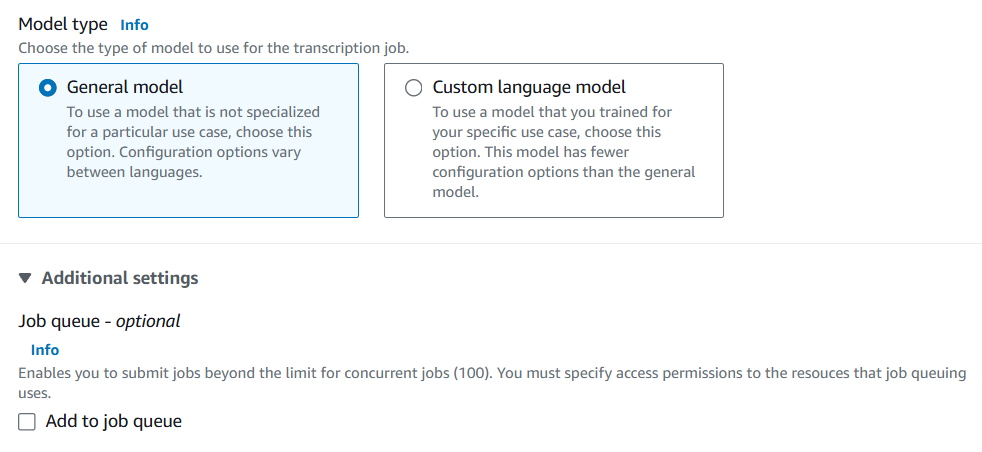 Model type Info
Choose the type of model to use for the transcription job.
General model
To use a model that is not specialized
for a particular use case, choose this
option. Configuration options vary
between languages.
Custom language model
To use a model that you trained for
your specific use case, choose this
option. This model has fewer
configuration options than the general
model.
Additional settings
Job queue - optional
Info
Enables you to submit jobs beyond the limit for concurrent jobs (100). You must specify access permissions to the resouces that job queuing
uses.
Add to job queue